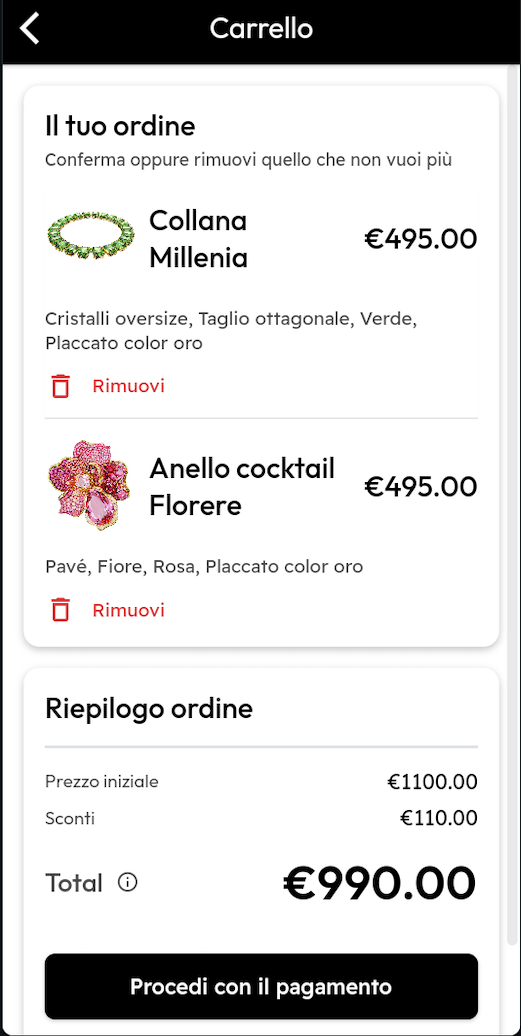 Carrello
Il tuo ordine
Conferma oppure rimuovi quello che non vuoi più
Collana
Millenia
€495.00
Cristalli oversize, Taglio ottagonale, Verde,
Placcato color oro
Rimuovi
Anello cocktail
Florere
€495.00
Pavé, Fiore, Rosa, Placcato color oro
Rimuovi
Riepilogo ordine
Prezzo iniziale €1100.00
Sconti €110.00
Total €990.00
Procedi con il pagamento